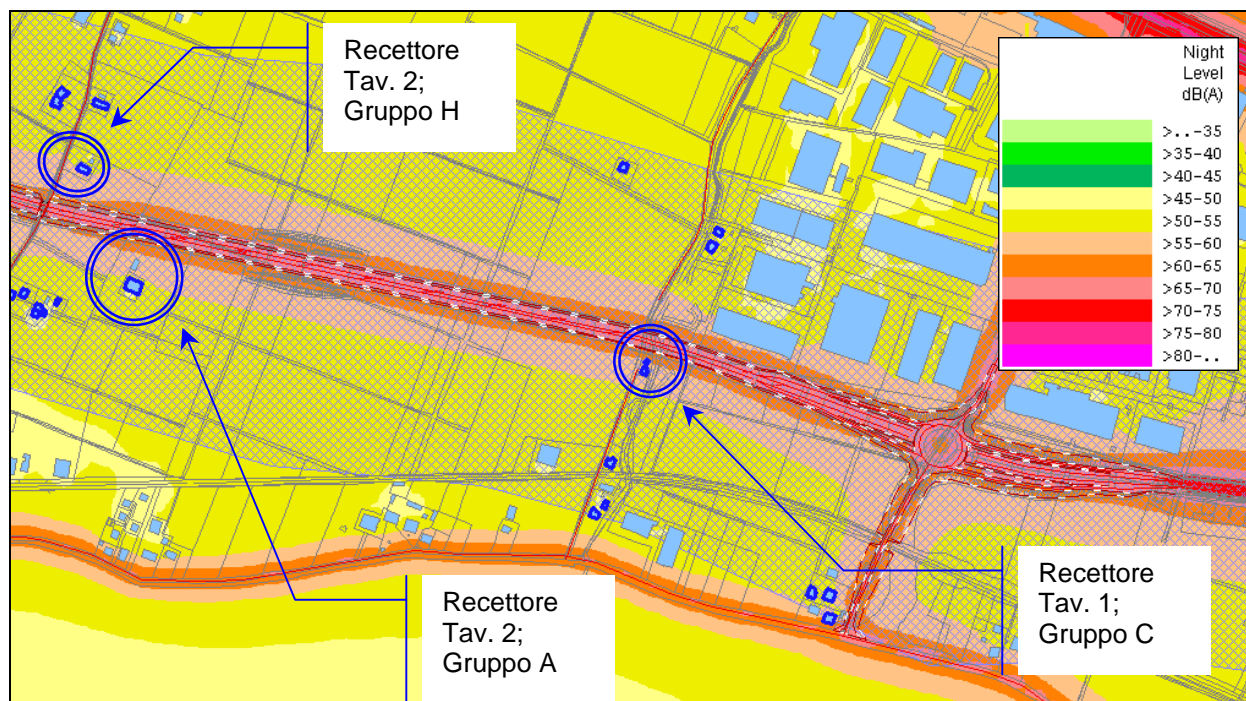 Recettore
Tav. 2;
Gruppo H
Night
Level
dB(A)
>..-35
>35-40
>40-45
>45-50
>50-55
>55-60
>60-65
>65-70
>70-75
>75-80
>80-..
Recettore
Tav. 2;
Gruppo A
Recettore
Tav. 1;
Gruppo C